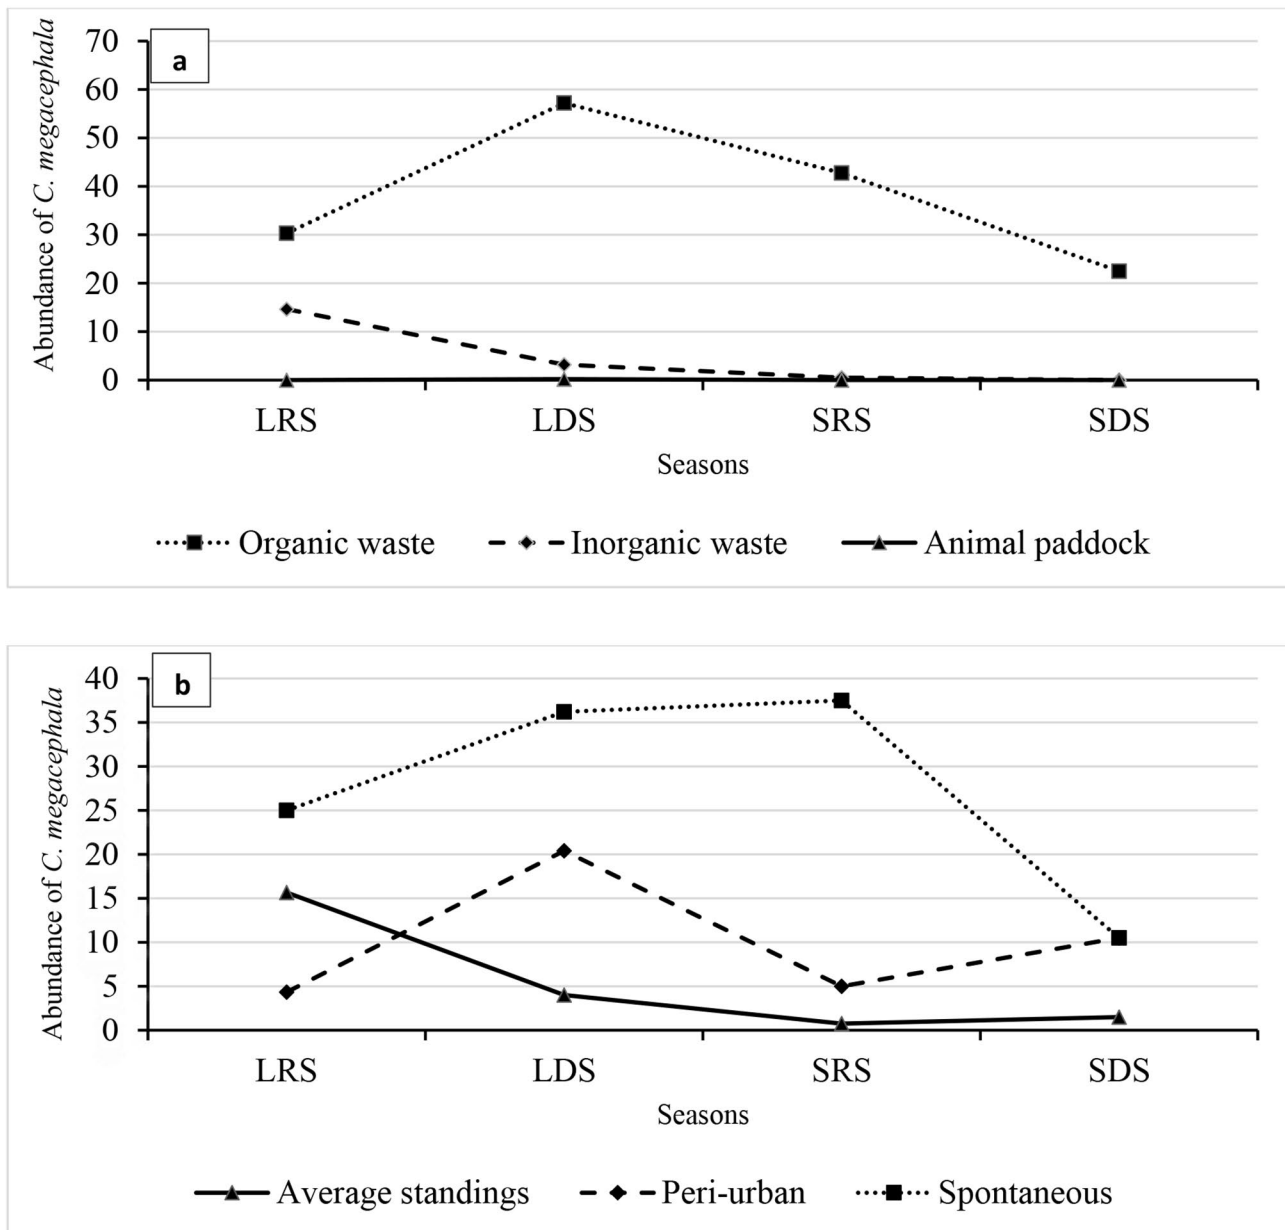 a
Abundance of C. megacephala
70
60
50
40
30
20
10
0
LRS LDS SRS SDS
Seasons
Organic waste Inorganic waste Animal paddock
b
Abundance of C. megacephala
40
35
30
25
20
15
10
5
0
LRS LDS SRS SDS
Seasons
Average standings Peri-urban Spontaneous